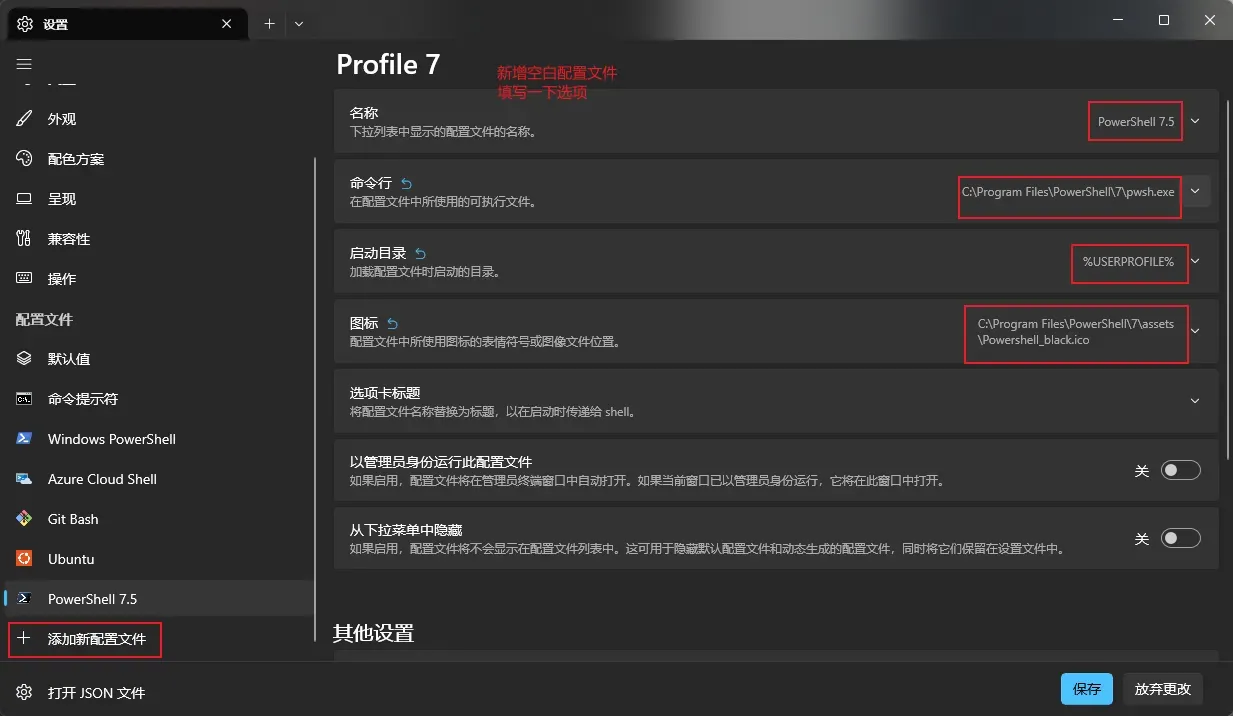 设置
Profile 7
新增空白配置文件
填写一下选项
外观
配色方案
呈现
兼容性
操作
配置文件
默认值
命令提示符
Windows PowerShell
Azure Cloud Shell
Git Bash
Ubuntu
PowerShell 7.5
添加新配置文件
打开 JSON 文件
名称
下拉列表中显示的配置文件的名称。
PowerShell 7.5
命令行
在配置文件中所使用的可执行文件。
C:\Program Files\PowerShell\7\pwsh.exe
启动目录
加载配置文件时启动的目录。
%USERPROFILE%
图标
配置文件中所使用图标的表情符号或图像文件位置。
C:\Program Files\PowerShell\7\assets
\Powershell_black.ico
选项卡标题
将配置文件名称替换为标题，以在启动时传递给 shell。
以管理员身份运行此配置文件
如果启用，配置文件将在管理员终端窗口中自动打开。如果当前窗口已以管理员身份运行，它将在此窗口中打开。
关
从下拉菜单中隐藏
如果启用，配置文件将不会显示在配置文件列表中。这可用于隐藏默认配置文件和动态生成的配置文件，同时将它们保留在设置文件中。
关
其他设置
保存
放弃更改